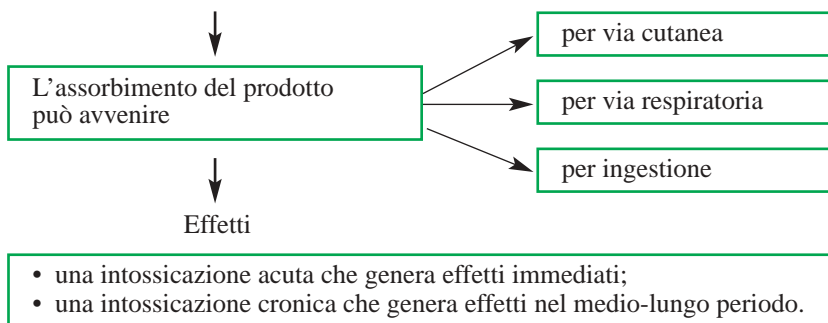 L’assorbimento del prodotto
può avvenire
per via cutanea
per via respiratoria
per ingestione
Effetti
• una intossicazione acuta che genera effetti immediati;
• una intossicazione cronica che genera effetti nel medio-lungo periodo.